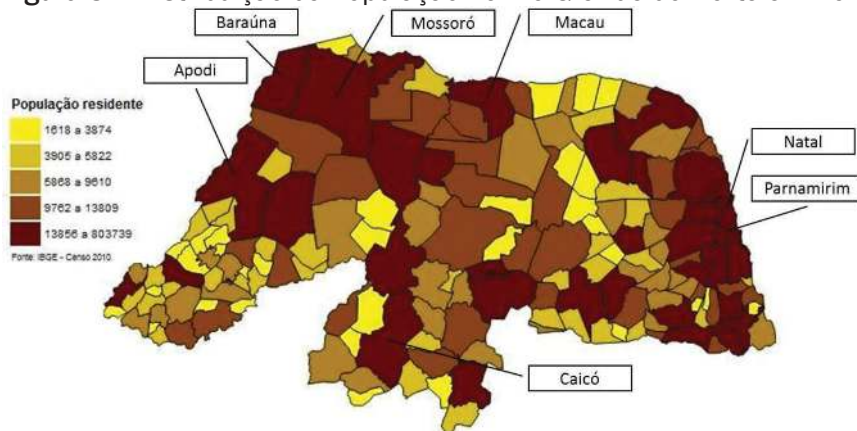 Baraúna
Mossoró
Macau
Apodi
População residente
1618 a 3874
3905 a 5822
5868 a 9610
9762 a 13809
13856 a 803739
Fonte: IBGE - Censo 2010.
Natal
Parnamirim
Caicó